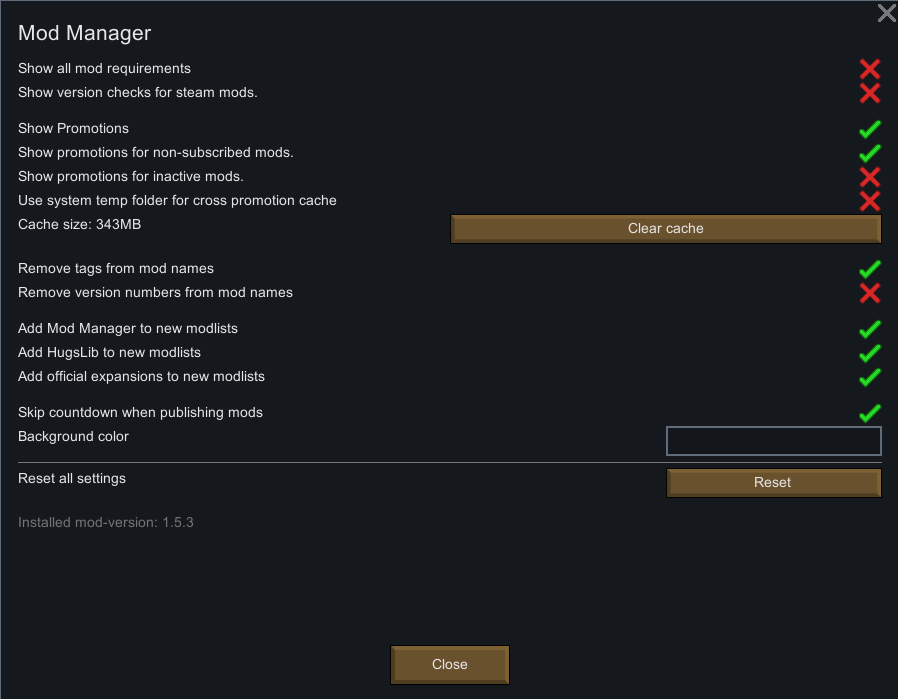 Mod Manager
Show all mod requirements
Show version checks for steam mods.
Show Promotions
Show promotions for non-subscribed mods.
Show promotions for inactive mods.
Use system temp folder for cross promotion cache
Cache size: 343MB
Clear cache
Remove tags from mod names
Remove version numbers from mod names
Add Mod Manager to new modlists
Add HugsLib to new modlists
Add official expansions to new modlists
Skip countdown when publishing mods
Background color
Reset all settings
Reset
Installed mod-version: 1.5.3
Close